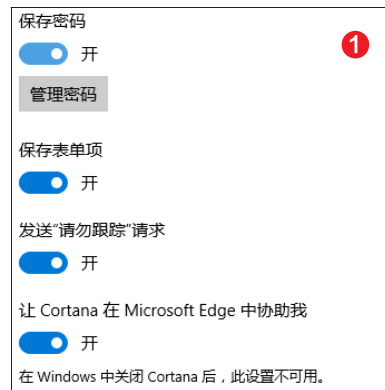 保存密码
开
1
管理密码
保存表单项
开
发送"请勿跟踪"请求
开
让 Cortana 在 Microsoft Edge 中协助我
开
在 Windows 中关闭 Cortana 后，此设置不可用。